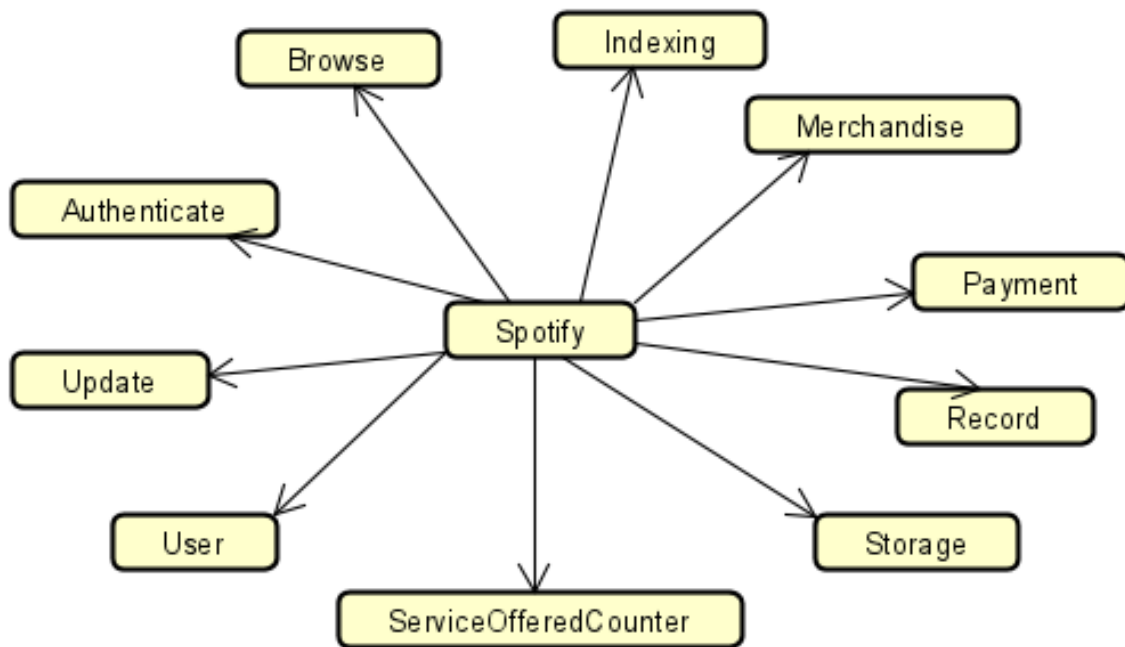 Indexing
Browse
Merchandise
Authenticate
Payment
Spotify
Update
Record
User
Storage
ServiceOfferedCounter